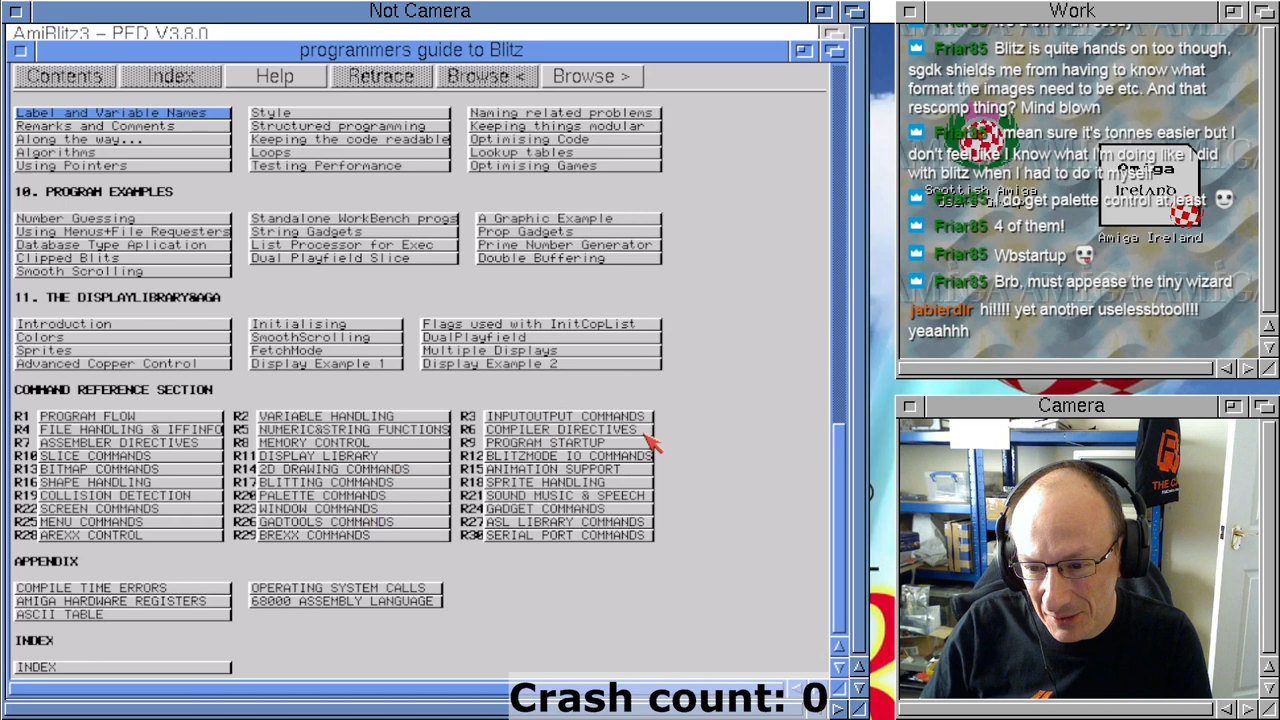 Not Camera
AmiBlitz3 – PED V3.8.0
programmers guide to Blitz
Contents Index Help Retrace Browse < Browse >
Label and Variable Names Style Naming related problems
Remarks and Comments Structured programming Keeping things modular
Along the way... Keeping the code readable Optimising Code
Algorithms Loops Lookup tables
Using Pointers Testing Performance Optimising Games
10. PROGRAM EXAMPLES
Number Guessing Standalone WorkBench progs A Graphic Example
Using Menus+File Requesters String Gadgets Prop Gadgets
Database Type Aplication List Processor for Exec Prime Number Generator
Clipped Blits Dual Playfield Slice Double Buffering
Smooth Scrolling
11. THE DISPLAYLIBRARY&AGA
Introduction Initialising Flags used with InitCopList
Colors SmoothScrolling DualPlayfield
Sprites FetchMode Multiple Displays
Advanced Copper Control Display Example 1 Display Example 2
COMMAND REFERENCE SECTION
R1 PROGRAM FLOW R2 VARIABLE HANDLING R3 INPUTOUTPUT COMMANDS
R4 FILE HANDLING & IFFINFO R5 NUMERIC&STRING FUNCTIONS R6 COMPILER DIRECTIVES
R7 ASSEMBLER DIRECTIVES R8 MEMORY CONTROL R9 PROGRAM STARTUP
R10 SLICE COMMANDS R11 DISPLAY LIBRARY R12 BLITZMODE IO COMMANDS
R13 BITMAP COMMANDS R14 2D DRAWING COMMANDS R15 ANIMATION SUPPORT
R16 SHAPE HANDLING R17 BLITTING COMMANDS R18 SPRITE HANDLING
R19 COLLISION DETECTION R20 PALETTE COMMANDS R21 SOUND MUSIC & SPEECH
R22 SCREEN COMMANDS R23 WINDOW COMMANDS R24 GADGET COMMANDS
R25 MENU COMMANDS R26 GADTOOLS COMMANDS R27 ASL LIBRARY COMMANDS
R28 AREXX CONTROL R29 BREXX COMMANDS R30 SERIAL PORT COMMANDS
APPENDIX
COMPILE TIME ERRORS OPERATING SYSTEM CALLS
AMIGA HARDWARE REGISTERS 68000 ASSEMBLY LANGUAGE
ASCII TABLE
INDEX
INDEX
Crash count: 0
Work
Friar85 Blitz is quite hands on too though,
sgdk shields me from having to know what
format the images need to be etc. And that
rescomp thing? Mind blown
Friar85 I mean sure it's tonnes easier but I
don't feel like I know what I'm doing like I did
with blitz when I had to do it myself
Friar85 I do get palette control at least
Friar85 4 of them!
Friar85 Wbstartup
Friar85 Brb, must appease the tiny wizard
jabierdlr hi!!!! yet another uselessbtool!!!
yeaahhh
Scottish Amiga
Amiga
Ireland
Amiga Ireland
Camera
THE